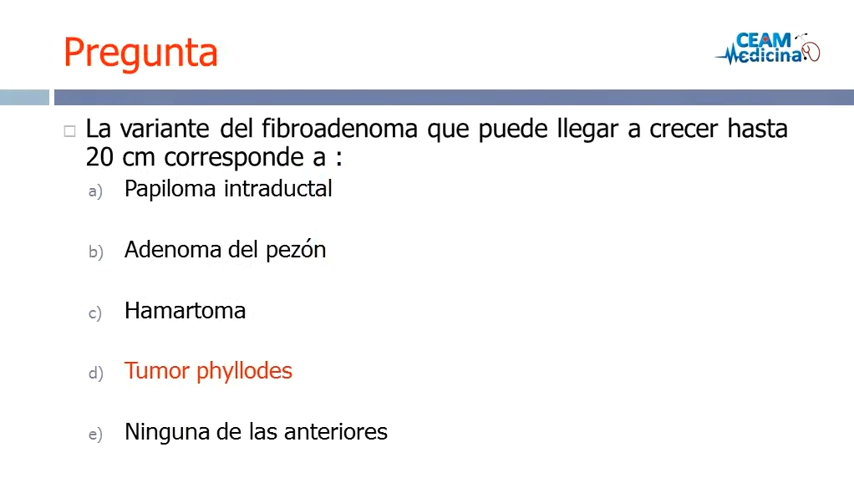 Pregunta
CEAM
Medicina
La variante del fibroadenoma que puede llegar a crecer hasta
20 cm corresponde a :
a) Papiloma intraductal
b) Adenoma del pezón
c) Hamartoma
d) Tumor phyllodes
e) Ninguna de las anteriores